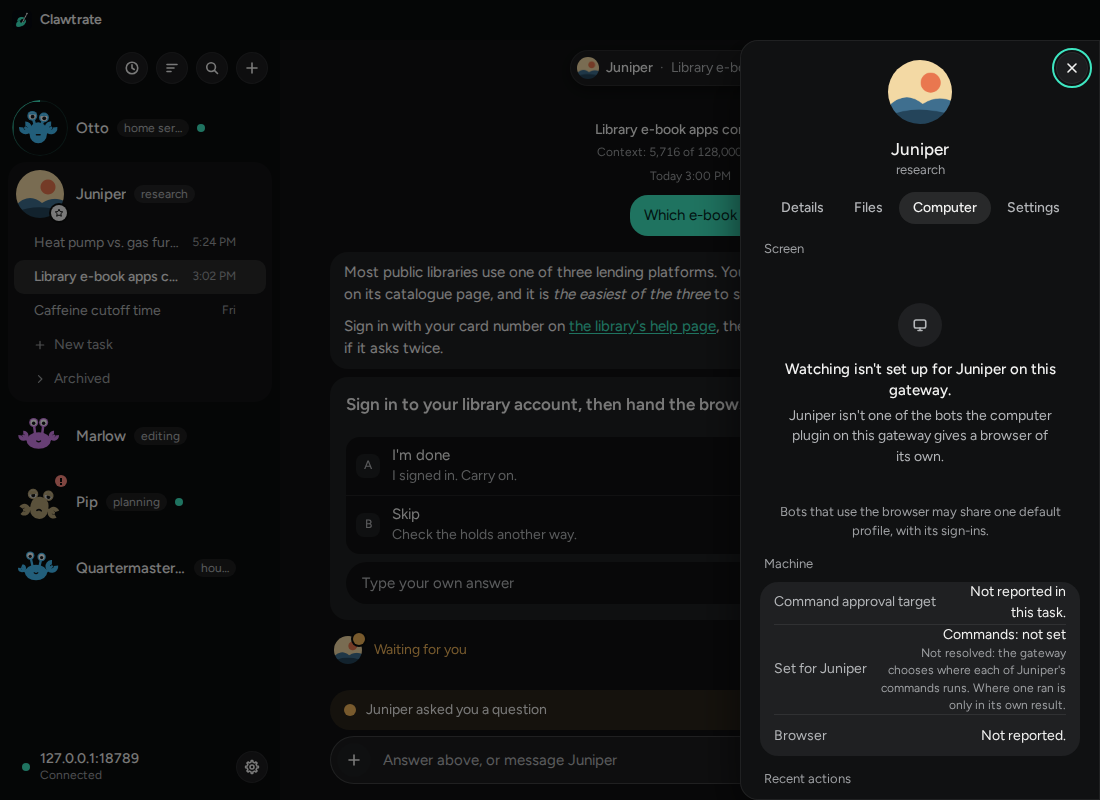 Clawtrate
Otto
home ser...
Juniper
research
Heat pump vs. gas fur...
5:24 PM
Library e-book apps c...
3:02 PM
Caffeine cutoff time
Fri
New task
Archived
Marlow
editing
Pip
planning
Quartermaster...
hou...
127.0.0.1:18789
Connected
Juniper · Library e-b
Library e-book apps co
Context: 5,716 of 128,000
Today 3:00 PM
Which e-book
Most public libraries use one of three lending platforms. You
on its catalogue page, and it is the easiest of the three to s
Sign in with your card number on the library's help page, the
if it asks twice.
Sign in to your library account, then hand the brow
A
I'm done
I signed in. Carry on.
B
Skip
Check the holds another way.
Type your own answer
Waiting for you
Juniper asked you a question
Answer above, or message Juniper
Juniper
research
Details
Files
Computer
Settings
Screen
Watching isn't set up for Juniper on this
gateway.
Juniper isn't one of the bots the computer
plugin on this gateway gives a browser of
its own.
Bots that use the browser may share one default
profile, with its sign-ins.
Machine
Command approval target
Not reported in
this task.
Set for Juniper
Commands: not set
Not resolved: the gateway
chooses where each of Juniper's
commands runs. Where one ran is
only in its own result.
Browser
Not reported.
Recent actions